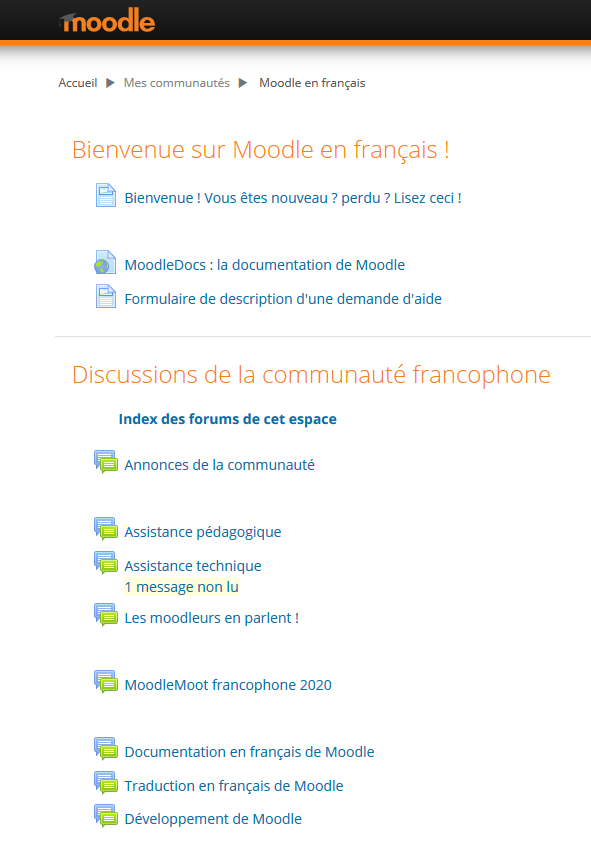 moodle
Accueil ▶ Mes communautés ▶ Moodle en français
Bienvenue sur Moodle en français !
Bienvenue ! Vous êtes nouveau ? perdu ? Lisez ceci !
MoodleDocs : la documentation de Moodle
Formulaire de description d'une demande d'aide
Discussions de la communauté francophone
Index des forums de cet espace
Annonces de la communauté
Assistance pédagogique
Assistance technique
1 message non lu
Les moodleurs en parlent !
MoodleMoot francophone 2020
Documentation en français de Moodle
Traduction en français de Moodle
Développement de Moodle